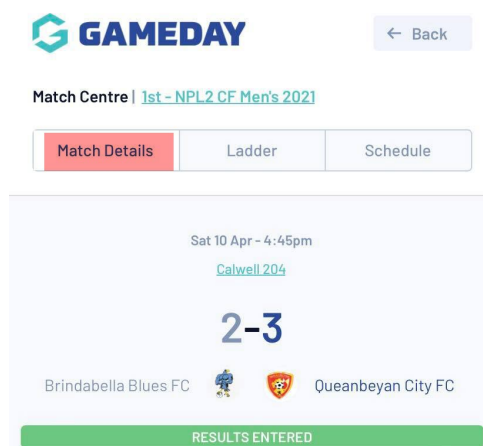 GAMEDAY
← Back
Match Centre | 1st - NPL2 CF Men's 2021
Match Details Ladder Schedule
Sat 10 Apr - 4:45pm
Calwell 204
2-3
Brindabella Blues FC Queanbeyan City FC
RESULTS ENTERED